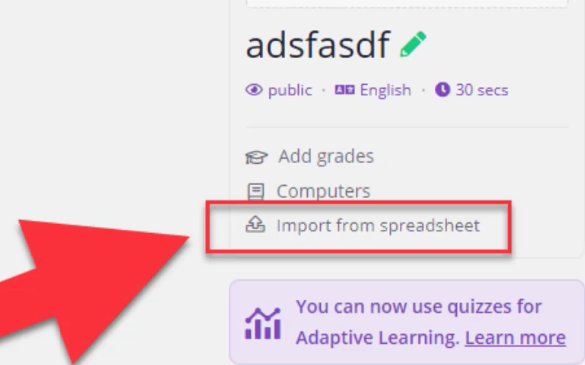 adsfasdf
public · English · 30 secs
Add grades
Computers
Import from spreadsheet
You can now use quizzes for
Adaptive Learning. Learn more